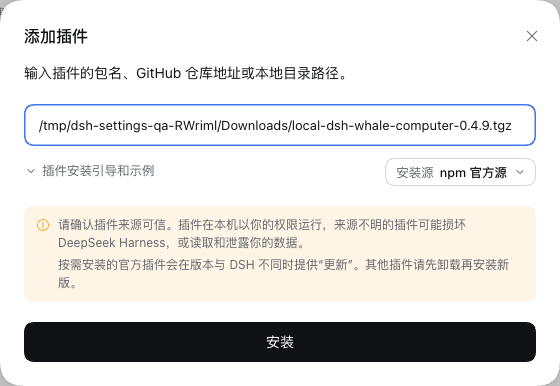 添加插件
输入插件的包名、GitHub 仓库地址或本地目录路径。
/tmp/dsh-settings-qa-RWriml/Downloads/local-dsh-whale-computer-0.4.9.tgz
插件安装引导和示例
安装源 npm 官方源
请确认插件来源可信。插件在本机以你的权限运行，来源不明的插件可能损坏
DeepSeek Harness，或读取和泄露你的数据。
按需安装的官方插件会在版本与 DSH 不同时提供“更新”。其他插件请先卸载再安装新
版。
安装